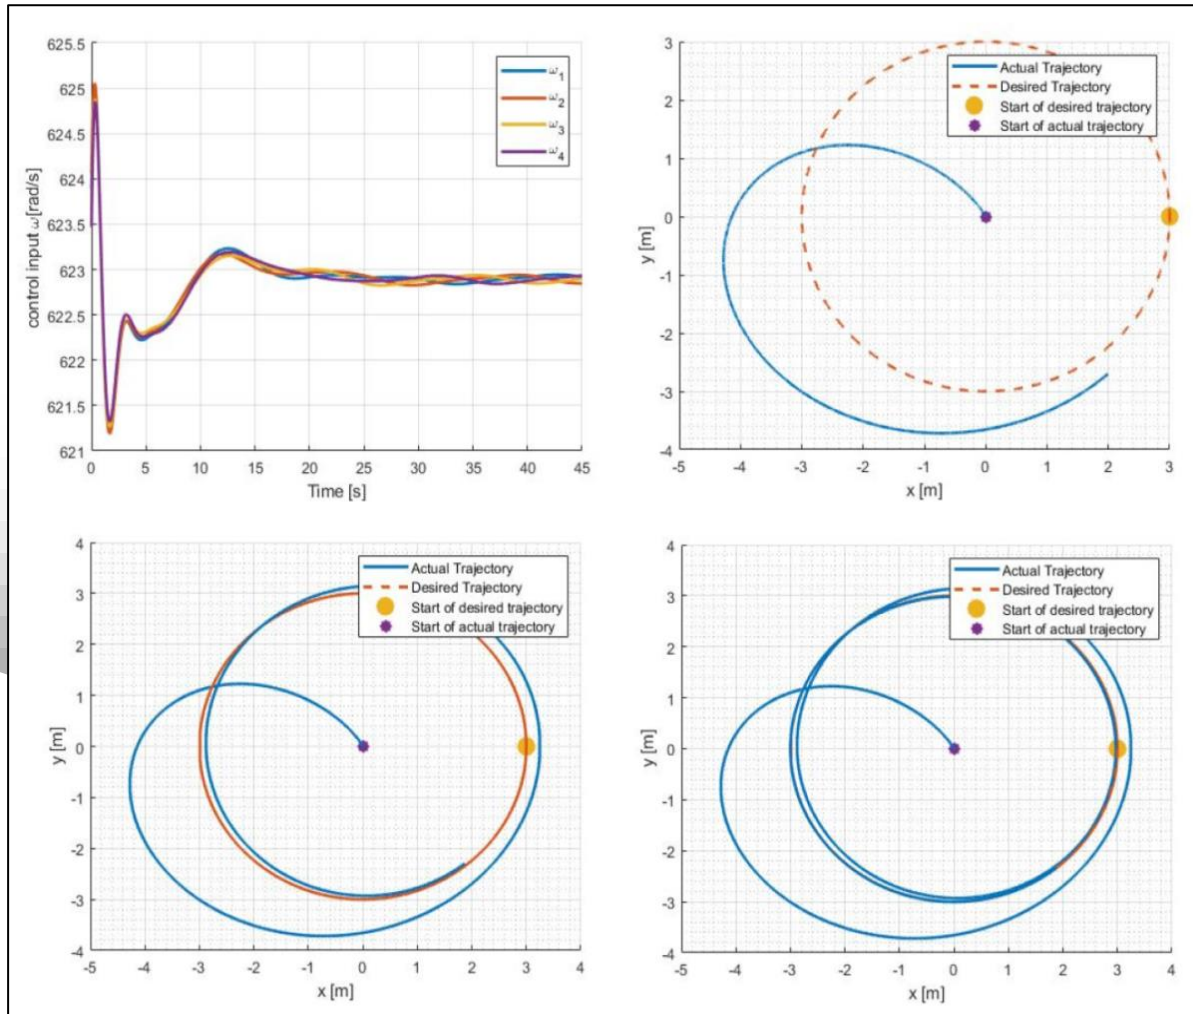 625.5
625
624.5
624
623.5
623
622.5
622
621.5
621
control input ω[rad/s]
0 5 10 15 20 25 30 35 40 45
Time [s]
ω1
ω2
ω3
ω4
3
2
1
0
-1
-2
-3
-4
y [m]
-5 -4 -3 -2 -1 0 1 2 3
x [m]
Actual Trajectory
Desired Trajectory
Start of desired trajectory
Start of actual trajectory
4
3
2
1
0
-1
-2
-3
-4
y [m]
-5 -4 -3 -2 -1 0 1 2 3 4
x [m]
Actual Trajectory
Desired Trajectory
Start of desired trajectory
Start of actual trajectory
4
3
2
1
0
-1
-2
-3
-4
y [m]
-5 -4 -3 -2 -1 0 1 2 3 4
x [m]
Actual Trajectory
Desired Trajectory
Start of desired trajectory
Start of actual trajectory